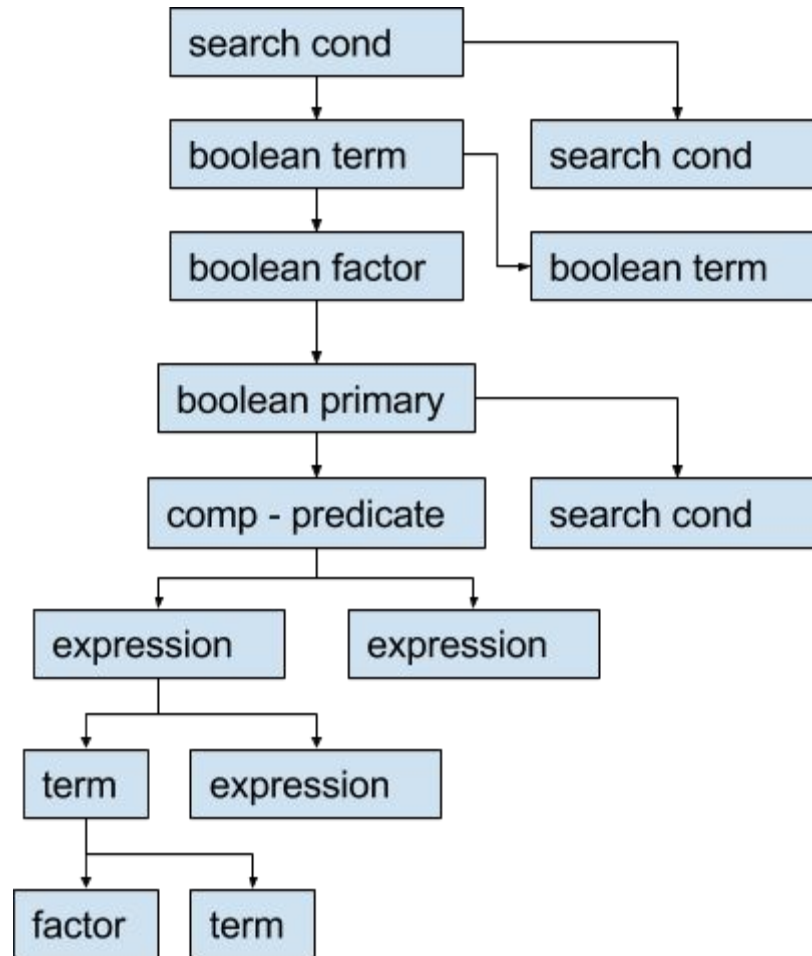 search cond
boolean term
search cond
boolean factor
boolean term
boolean primary
comp - predicate
search cond
expression
expression
term
expression
factor
term